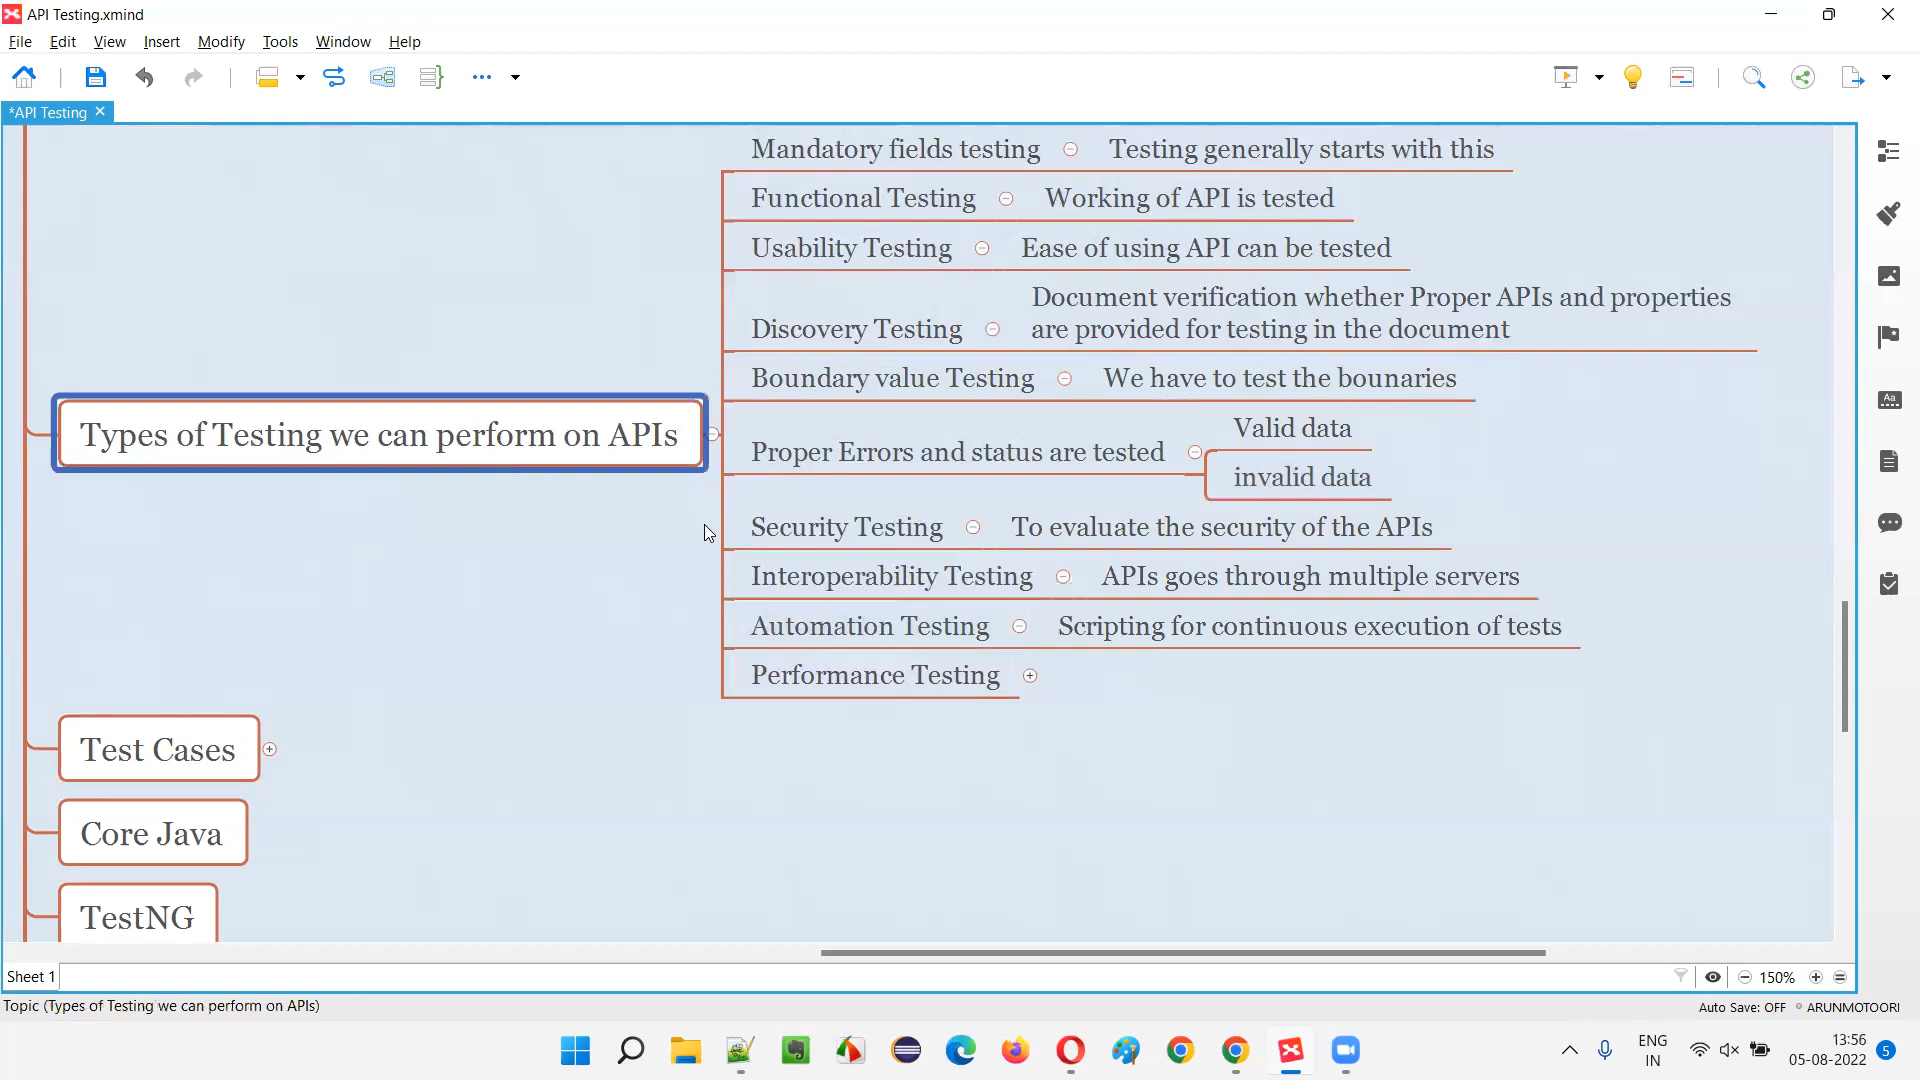 API Testing.xmind
File Edit View Insert Modify Tools Window Help
*API Testing
Mandatory fields testing Testing generally starts with this
Functional Testing Working of API is tested
Usability Testing Ease of using API can be tested
Document verification whether Proper APIs and properties
Discovery Testing are provided for testing in the document
Boundary value Testing We have to test the bounaries
Types of Testing we can perform on APIs
Valid data
Proper Errors and status are tested
invalid data
Security Testing To evaluate the security of the APIs
Interoperability Testing APIs goes through multiple servers
Automation Testing Scripting for continuous execution of tests
Performance Testing
Test Cases
Core Java
TestNG
Sheet 1
150%
Topic (Types of Testing we can perform on APIs)
Auto Save: OFF ARUNMOTOORI
ENG
IN
13:56
05-08-2022
5
Aa